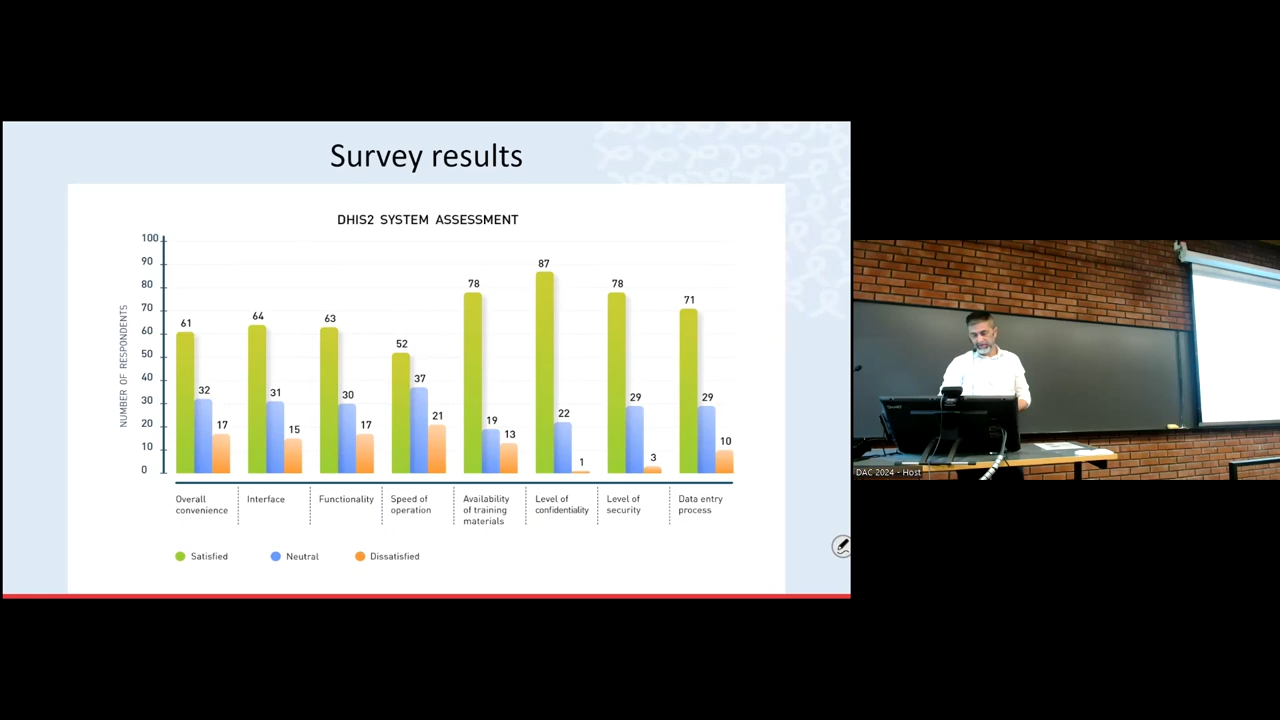 Survey results
DHIS2 SYSTEM ASSESSMENT
NUMBER OF RESPONDENTS
100
90
80
70
60
50
40
30
20
10
0
61
32
17
64
31
15
63
30
17
52
37
21
78
19
13
87
22
1
78
29
3
71
29
10
Overall
convenience
Interface
Functionality
Speed of
operation
Availability
of training
materials
Level of
confidentiality
Level of
security
Data entry
process
Satisfied
Neutral
Dissatisfied
DAC 2024 - Host